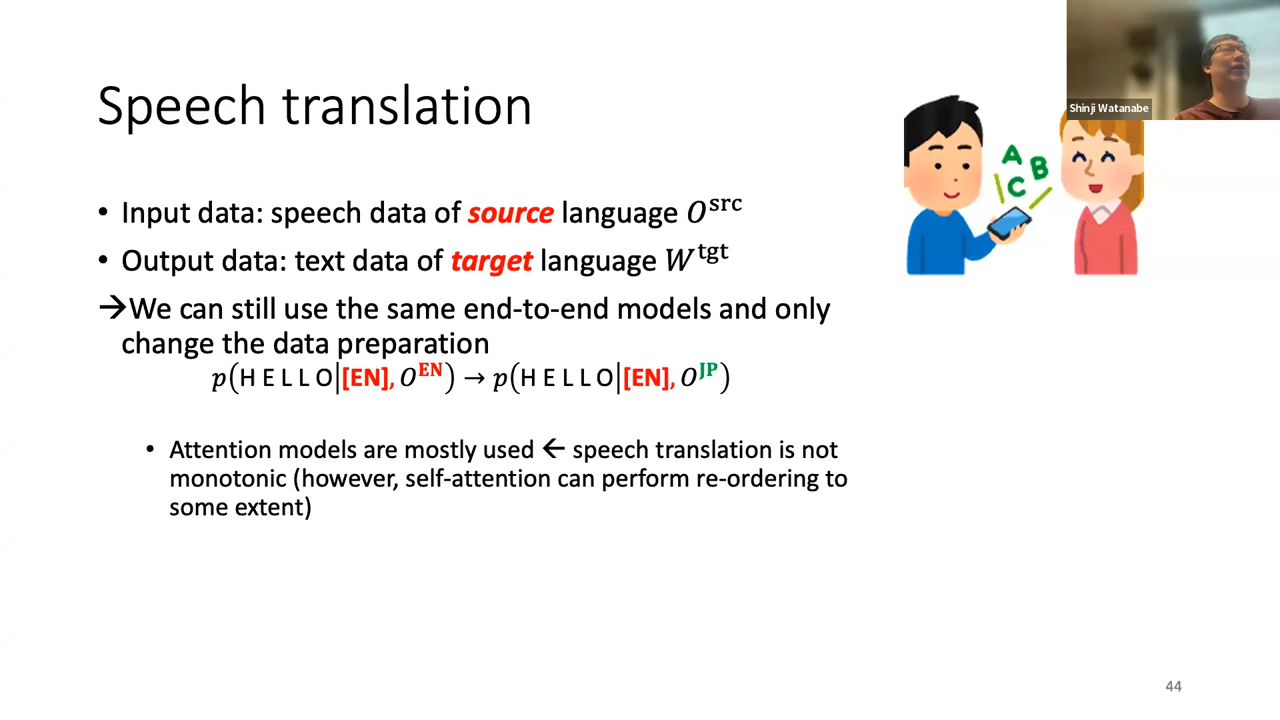 Speech translation
Shinji Watanabe
A
B
C
• Input data: speech data of source language O^src
• Output data: text data of target language W^tgt
→We can still use the same end-to-end models and only
change the data preparation
p(H E L L O|[EN], O^EN) → p(H E L L O|[EN], O^JP)
• Attention models are mostly used ← speech translation is not
monotonic (however, self-attention can perform re-ordering to
some extent)
44